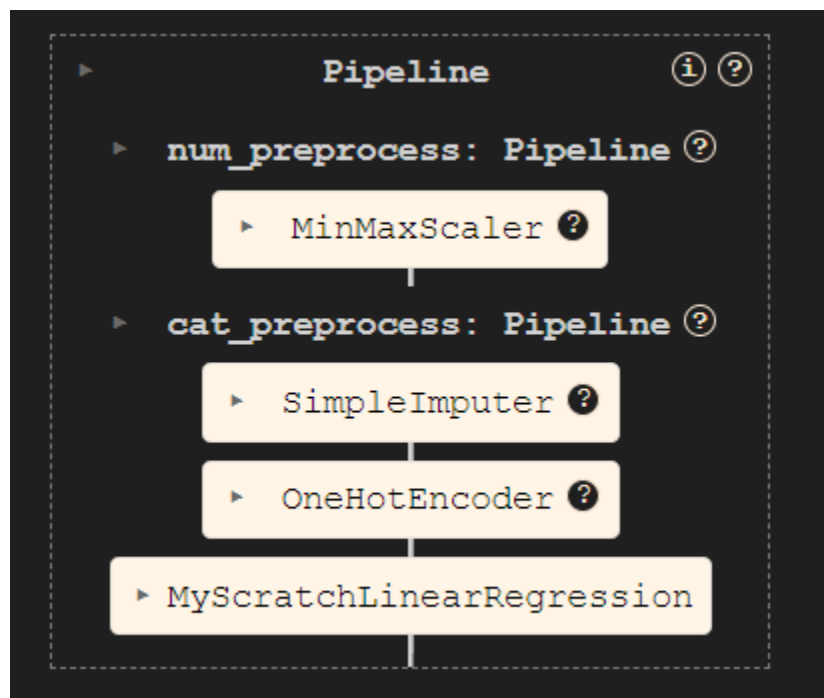 Pipeline i ?
num_preprocess: Pipeline ?
MinMaxScaler ?
cat_preprocess: Pipeline ?
SimpleImputer ?
OneHotEncoder ?
MyScratchLinearRegression